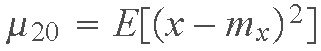 μ₂₀ = E[(x − mₓ)²]